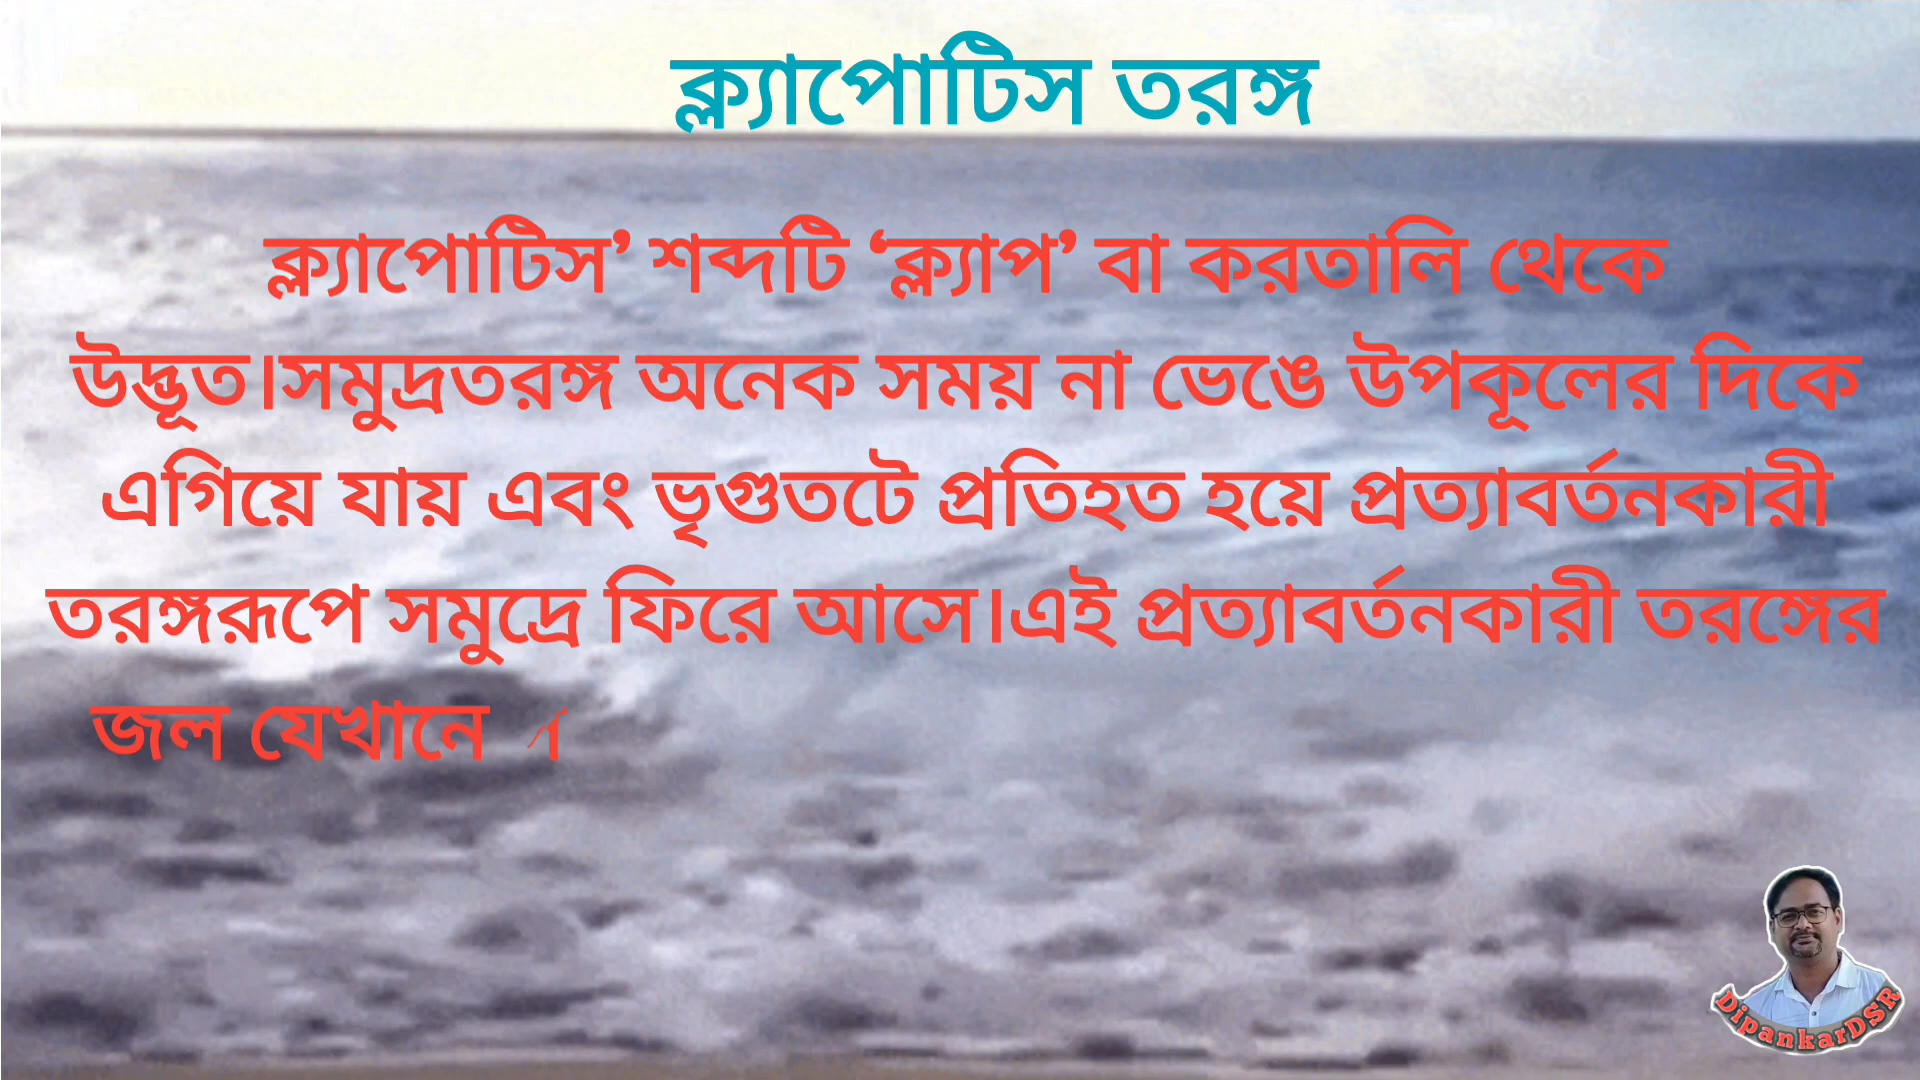 ক্ল্যাপোটিস তরঙ্গ
ক্ল্যাপোটিস’ শব্দটি ‘ক্ল্যাপ’ বা করতালি থেকে
উদ্ভূত।সমুদ্রতরঙ্গ অনেক সময় না ভেঙে উপকূলের দিকে
এগিয়ে যায় এবং ভৃগুতটে প্রতিহত হয়ে প্রত্যাবর্তনকারী
তরঙ্গরূপে সমুদ্রে ফিরে আসে।এই প্রত্যাবর্তনকারী তরঙ্গের
জল যেখানে
DipankarDSR